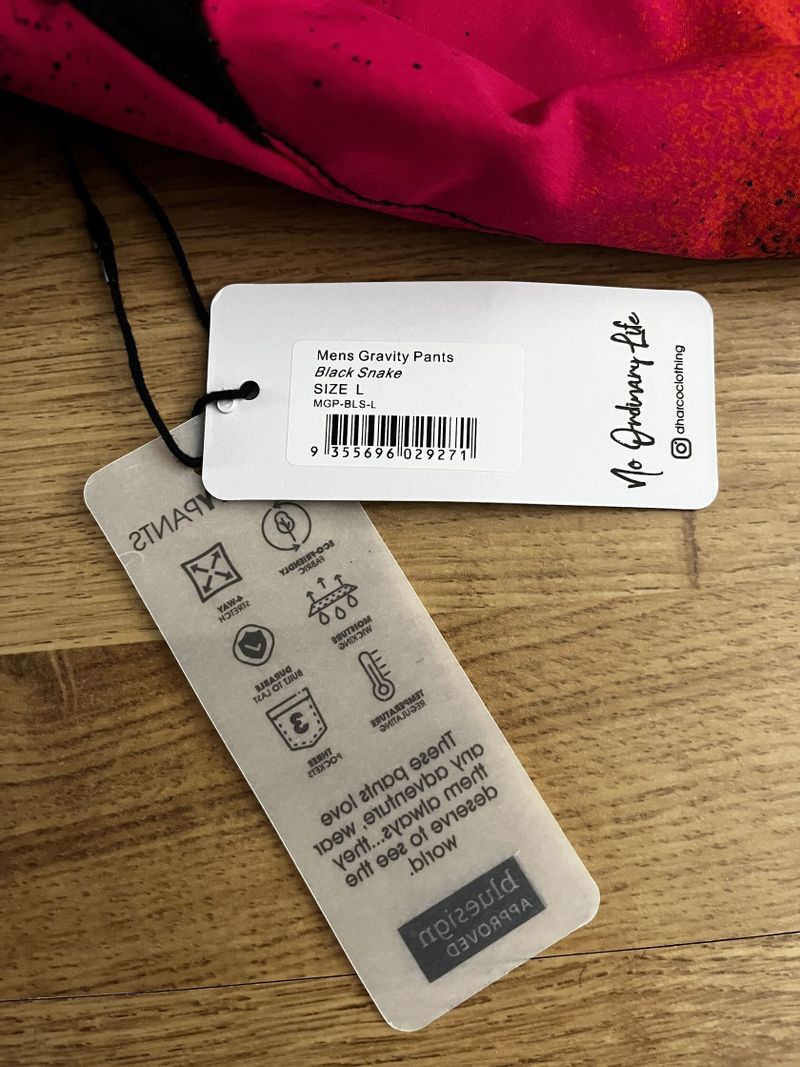 Mens Gravity Pants
Black Snake
SIZE L
MGP-BLS-L
9 355696 029271
No Ordinary Life
dharcoclothing
YPANTS
ECO-FRIENDLY
FABRIC
4-WAY
STRETCH
MOISTURE
WICKING
DURABLE
BUILT TO LAST
TEMPERATURE
REGULATING
3
THREE
POCKETS
These pants love
any adventure, wear
them always...they
deserve to see the
world.
bluesign®
APPROVED